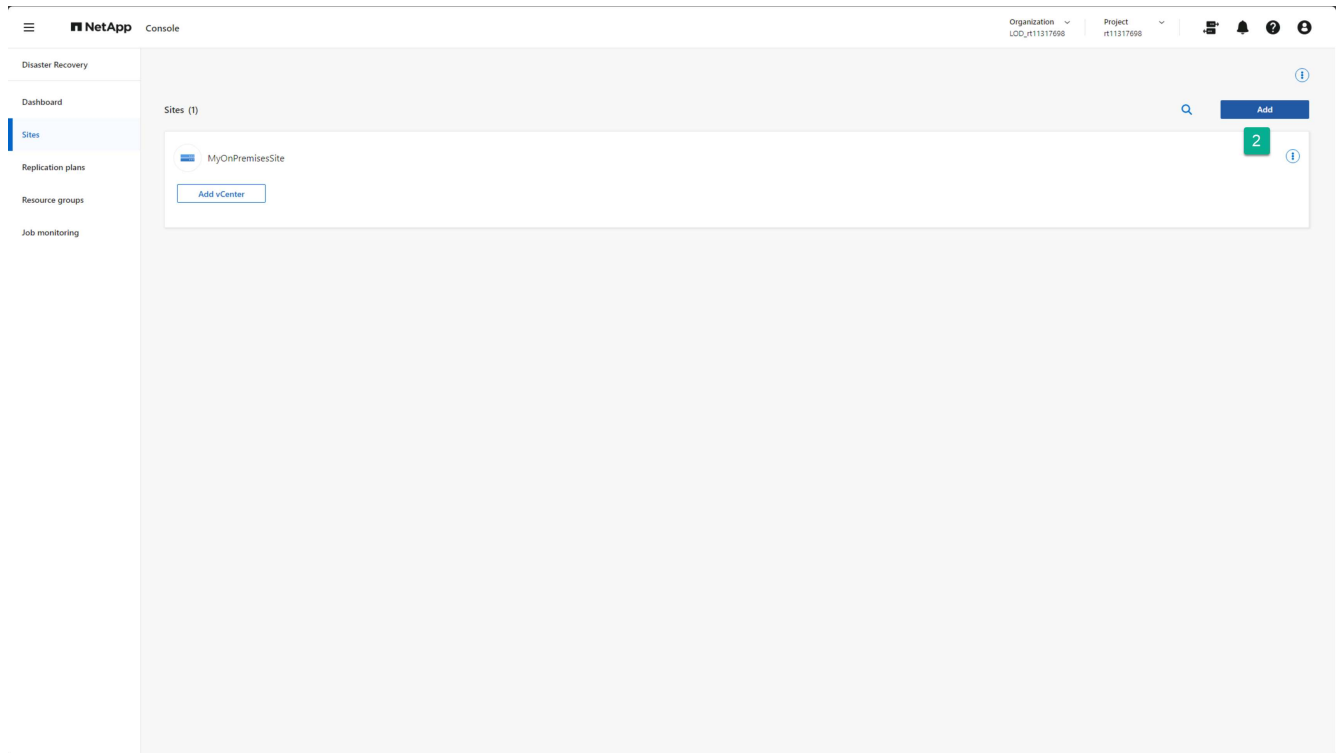 NetApp Console
Organization
LOD_rt11317698
Project
rt11317698
Disaster Recovery
Dashboard
Sites
Replication plans
Resource groups
Job monitoring
Sites (1)
Add
2
MyOnPremisesSite
Add vCenter